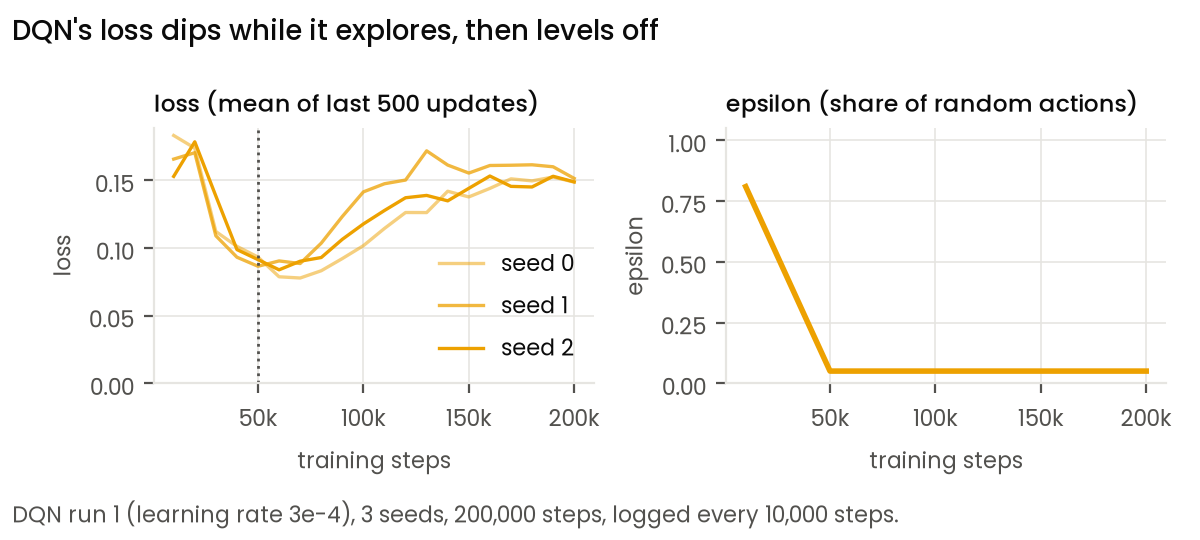 DQN's loss dips while it explores, then levels off
loss (mean of last 500 updates)
0.15
0.10
0.05
0.00
loss
seed 0
seed 1
seed 2
50k 100k 150k 200k
training steps
epsilon (share of random actions)
1.00
0.75
0.50
0.25
0.00
epsilon
50k 100k 150k 200k
training steps
DQN run 1 (learning rate 3e-4), 3 seeds, 200,000 steps, logged every 10,000 steps.